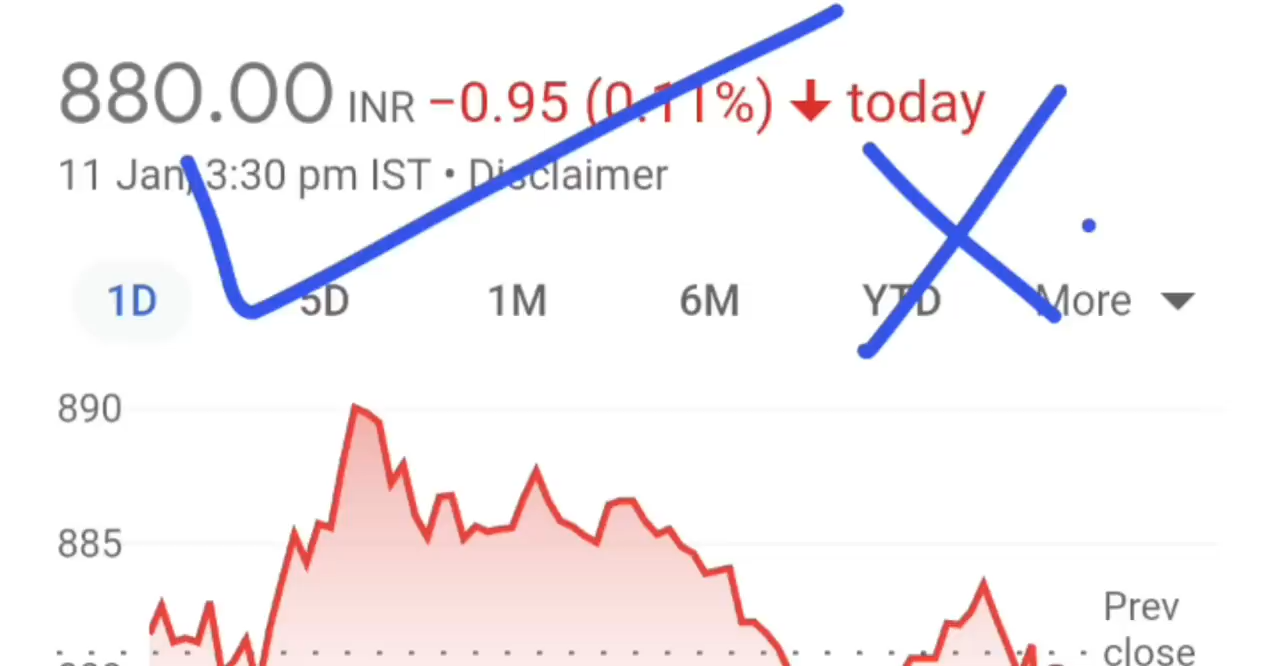 880.00 INR −0.95 (0.11%) ↓ today
11 Jan, 3:30 pm IST • Disclaimer
1D 5D 1M 6M YTD More
890
885
Prev
close